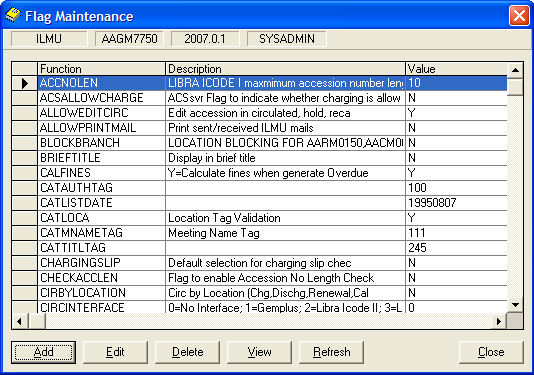 Flag Maintenance
ILMU AAGM7750 2007.0.1 SYSADMIN
Function Description Value
ACCNOLEN LIBRA ICODE I maxmimum accession number leng 10
ACSALLOWCHARGE ACSsvr Flag to indicate whether charging is allow N
ALLOWEDITCIRC Edit accession in circulated, hold, reca Y
ALLOWPRINTMAIL Print sent/received ILMU mails N
BLOCKBRANCH LOCATION BLOCKING FOR AARM0150,AACM00 N
BRIEFTITLE Display in brief title N
CALFINES Y=Calculate fines when generate Overdue Y
CATAUTHTAG 100
CATLISTDATE 19950807
CATLOCA Location Tag Validation Y
CATMNAMETAG Meeting Name Tag 111
CATTITLTAG 245
CHARGINGSLIP Default selection for charging slip chec N
CHECKACCLEN Flag to enable Accession No Length Check N
CIRBYLOCATION Circ by Location (Chg,Dischg,Renewal,Cal N
CIRCINTERFACE 0=No Interface; 1=Gemplus; 2=Libra Icode II; 3=L 0
Add Edit Delete View Refresh Close